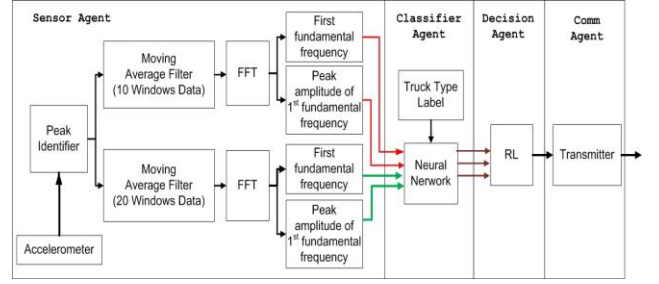 Sensor Agent
Classifier
Agent
Decision
Agent
Comm
Agent
Peak
Identifier
Accelerometer
Moving
Average Filter
(10 Windows Data)
FFT
First
fundamental
frequency
Peak
amplitude of
1st fundamental
frequency
Moving
Average Filter
(20 Windows Data)
FFT
First
fundamental
frequency
Peak
amplitude of
1st fundamental
frequency
Truck Type
Label
Neural
Nerwork
RL
Transmitter